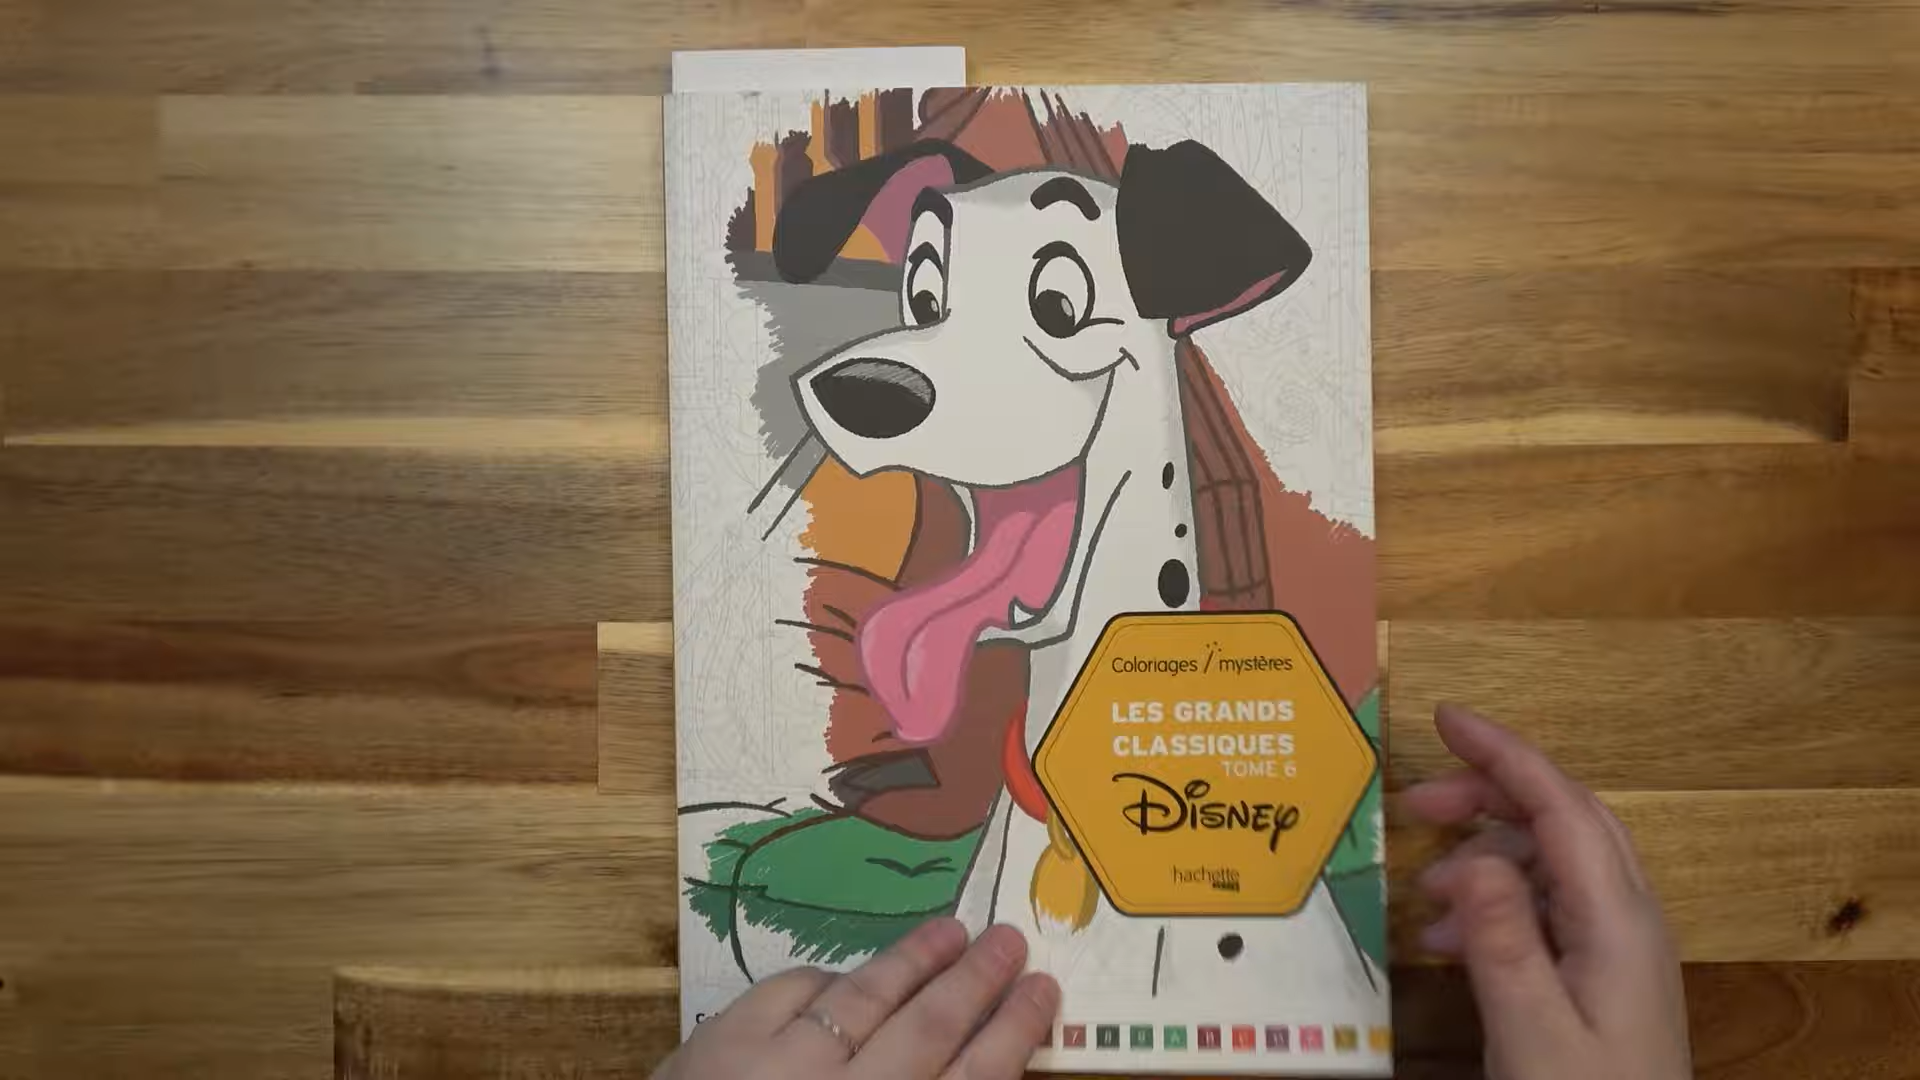 Coloriages mystères
LES GRANDS
CLASSIQUES
TOME 6
Disney
hachette